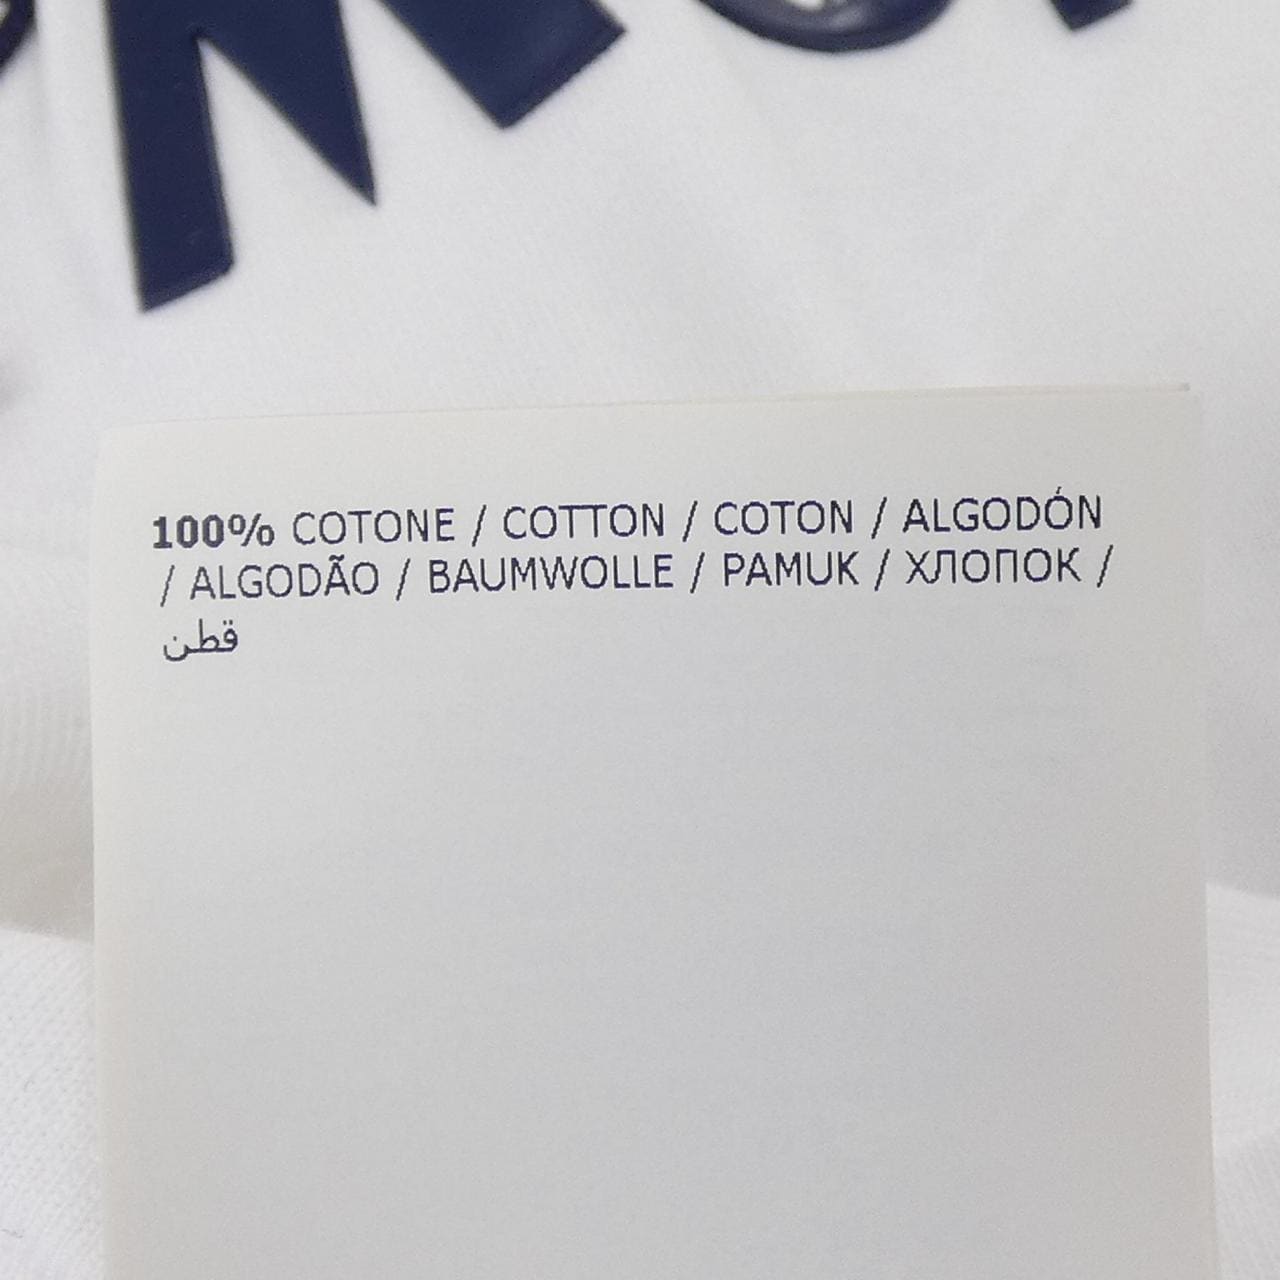 100% COTONE / COTTON / COTON / ALGODÓN
/ ALGODÃO / BAUMWOLLE / PAMUK / ХЛОПОК /
قطن